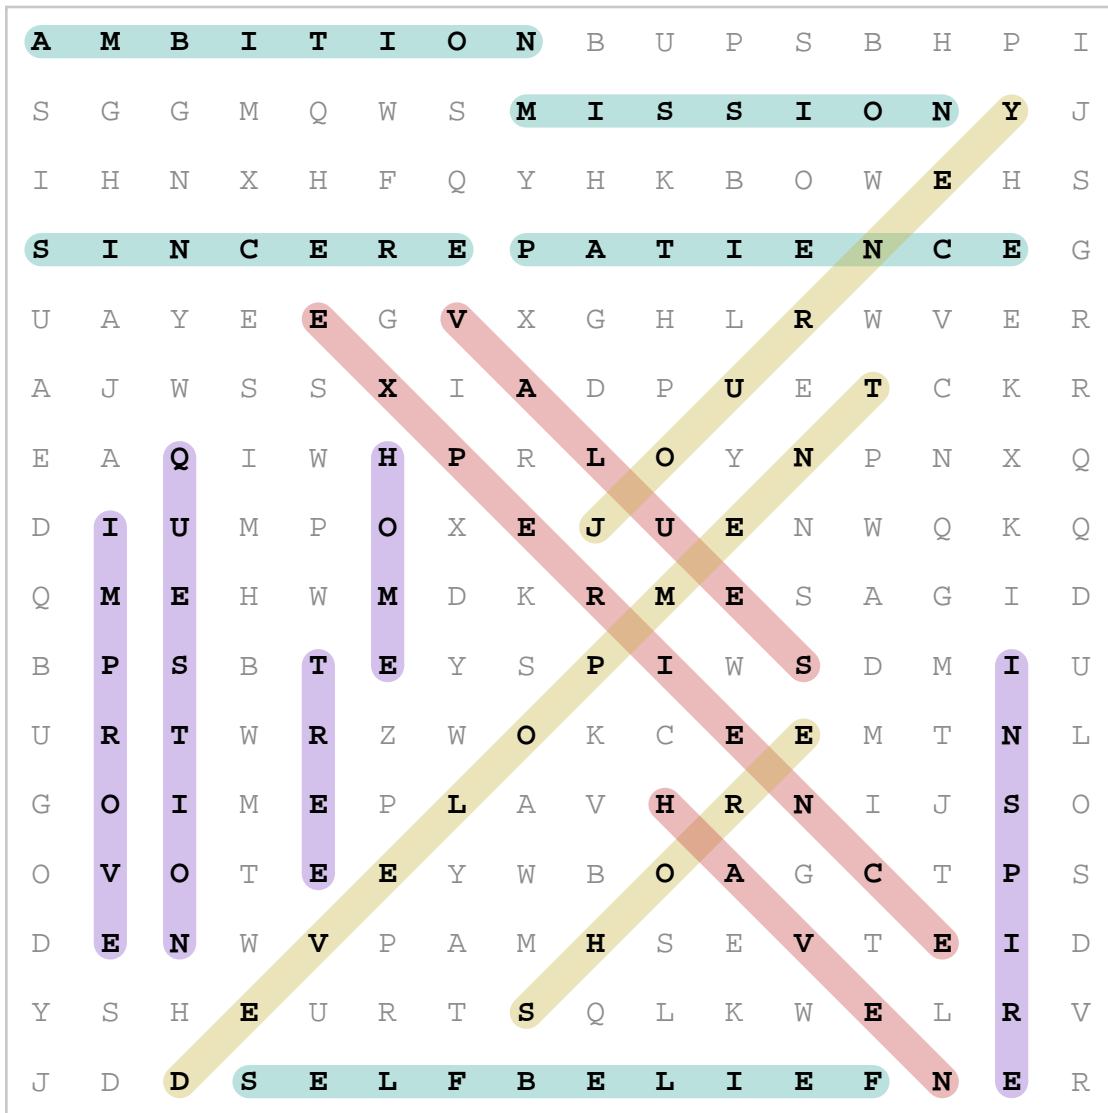 A M B I T I O N B U P S B H P I
S G G M Q W S M I S S I O N Y J
I H N X H F Q Y H K B O W E H S
S I N C E R E P A T I E N C E G
U A Y E E G V X G H L R W V E R
A J W S S X I A D P U E T C K R
E A Q I W H P R L O Y N P N X Q
D I U M P O X E J U E N W Q K Q
Q M E H W M D K R M E S A G I D
B P S B T E Y S P I W S D M I U
U R T W R Z W O K C E E M T N L
G O I M E P L A V H R N I J S O
O V O T E E Y W B O A G C T P S
D E N W V P A M H S E V T E I D
Y S H E U R T S Q L K W E L R V
J D D S E L F B E L I E F N E R